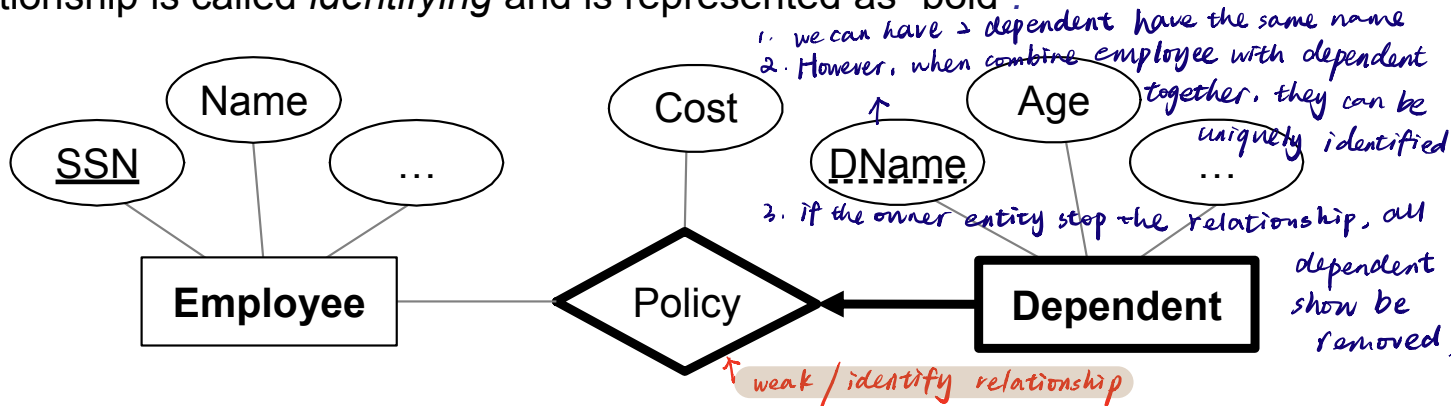 tionship is called identifying and is represented as "bold".
1. we can have 2 dependent have the same name
2. However, when combine employee with dependent
together, they can be
uniquely identified
Name
Cost
Age
SSN
...
DName
...
3. if the owner entity stop the relationship, all
dependent
show be
removed.
Employee
Policy
Dependent
weak / identify relationship